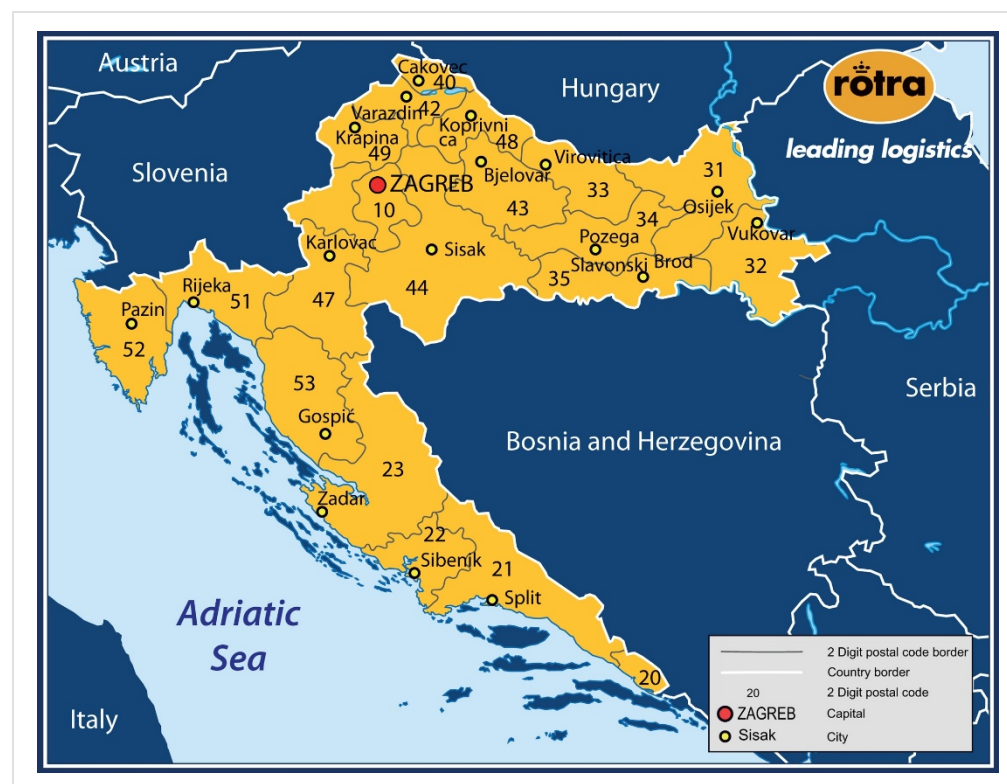 Austria
Hungary
Slovenia
Serbia
Bosnia and Herzegovina
Italy
Adriatic
Sea
rotra
leading logistics
Cakovec
40
Varazdin
42
Krapina
49
Koprivni
ca
48
Bjelovar
Virovitica
ZAGREB
10
43
33
31
34
Osijek
Vukovar
32
Karlovac
Sisak
44
Pozega
Slavonski Brod
35
Rijeka
51
47
Pazin
52
53
Gospič
23
Zadar
22
Sibenik
21
Split
20
2 Digit postal code border
Country border
20 2 Digit postal code
ZAGREB Capital
Sisak City